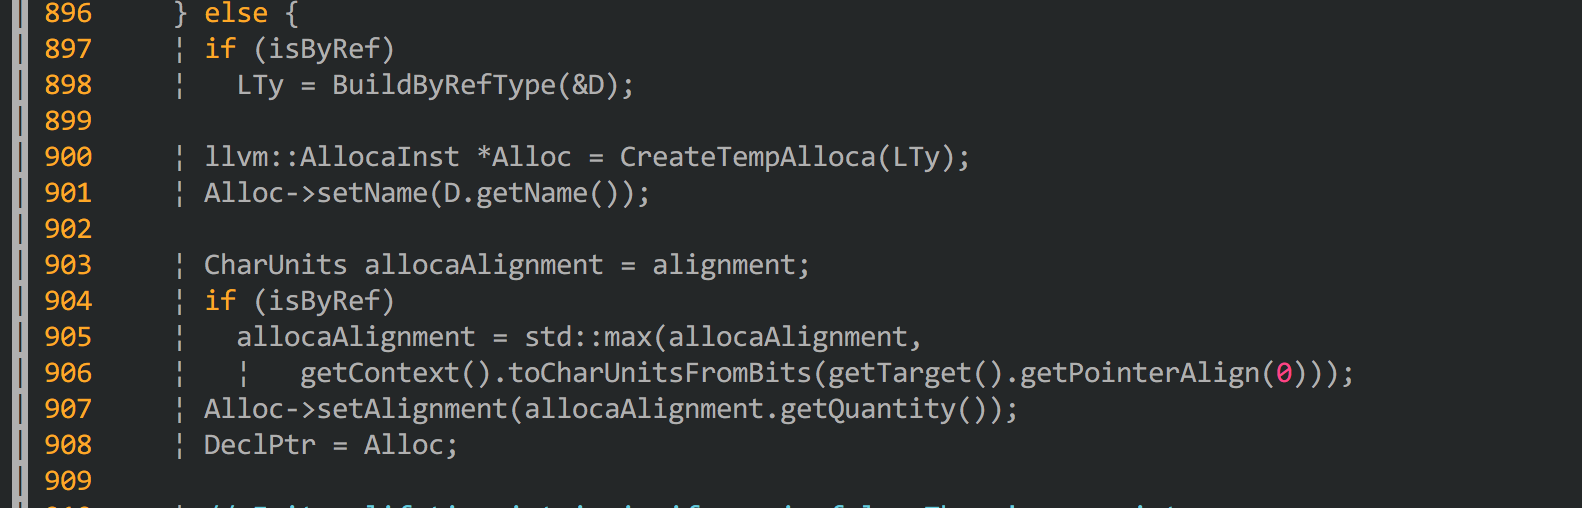 896 } else {
897 ¦ if (isByRef)
898 ¦ LTy = BuildByRefType(&D);
899
900 ¦ llvm::AllocaInst *Alloc = CreateTempAlloca(LTy);
901 ¦ Alloc->setName(D.getName());
902
903 ¦ CharUnits allocaAlignment = alignment;
904 ¦ if (isByRef)
905 ¦ allocaAlignment = std::max(allocaAlignment,
906 ¦ ¦ getContext().toCharUnitsFromBits(getTarget().getPointerAlign(0)));
907 ¦ Alloc->setAlignment(allocaAlignment.getQuantity());
908 ¦ DeclPtr = Alloc;
909